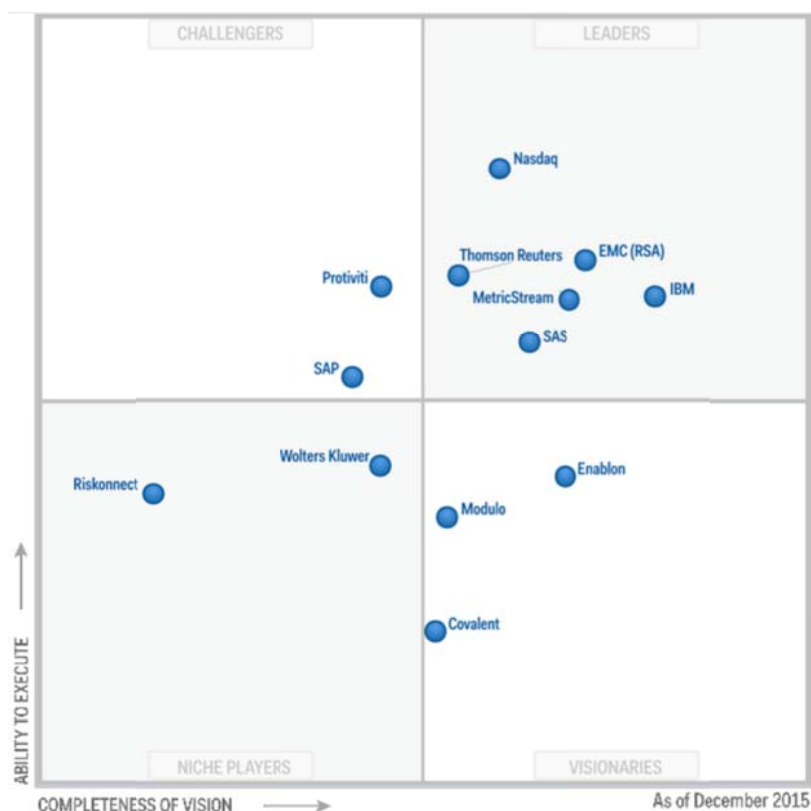 CHALLENGERS
LEADERS
Nasdaq
Thomson Reuters
EMC (RSA)
Protiviti
MetricStream
IBM
SAS
SAP
Wolters Kluwer
Enablon
Riskonnect
Modulo
Covalent
ABILITY TO EXECUTE
NICHE PLAYERS
VISIONARIES
COMPLETENESS OF VISION
As of December 2015